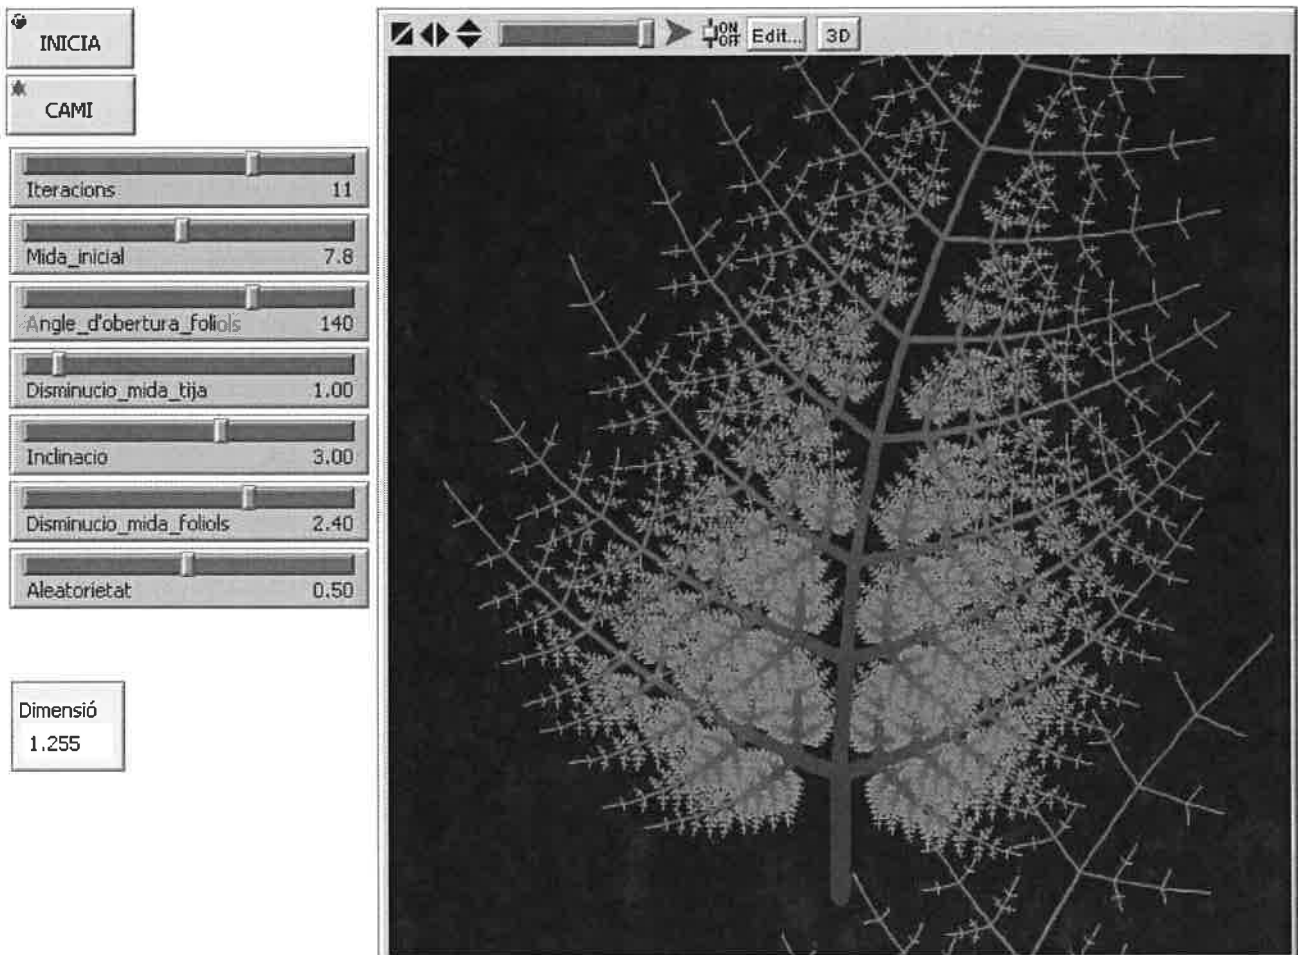 INICIA
CAMI
Iteracions 11
Mida_inicial 7.8
Angle_d'obertura_foliols 140
Disminucio_mida_tija 1.00
Inclinacio 3.00
Disminucio_mida_foliols 2.40
Aleatorietat 0.50
Dimensió
1.255
ON
OFF
Edit...
3D